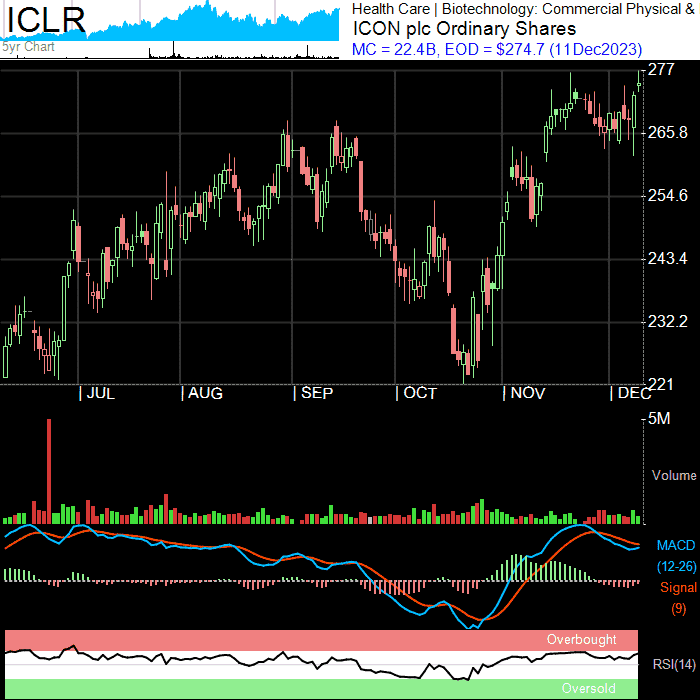 ICLR
5yr Chart
Health Care | Biotechnology: Commercial Physical &
ICON plc Ordinary Shares
MC = 22.4B, EOD = $274.7 (11Dec2023)
277
265.8
254.6
243.4
232.2
221
| JUL | AUG | SEP | OCT | NOV | DEC
5M
Volume
MACD
(12-26)
Signal
(9)
Overbought
RSI(14)
Oversold